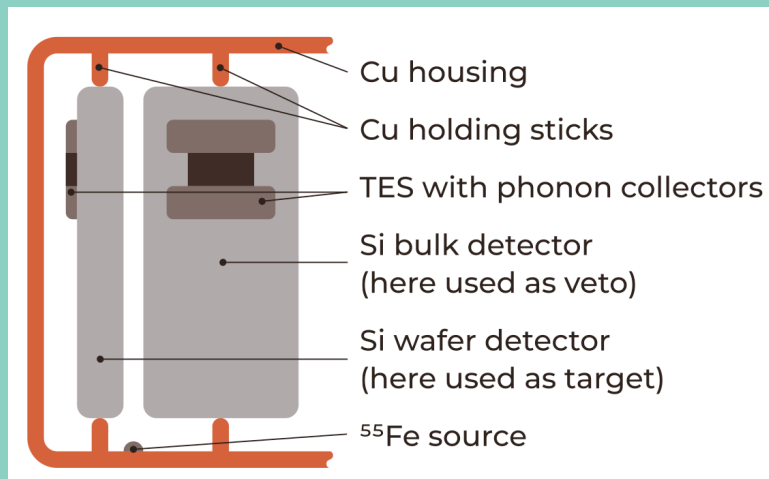 Cu housing
Cu holding sticks
TES with phonon collectors
Si bulk detector
(here used as veto)
Si wafer detector
(here used as target)
⁵⁵Fe source